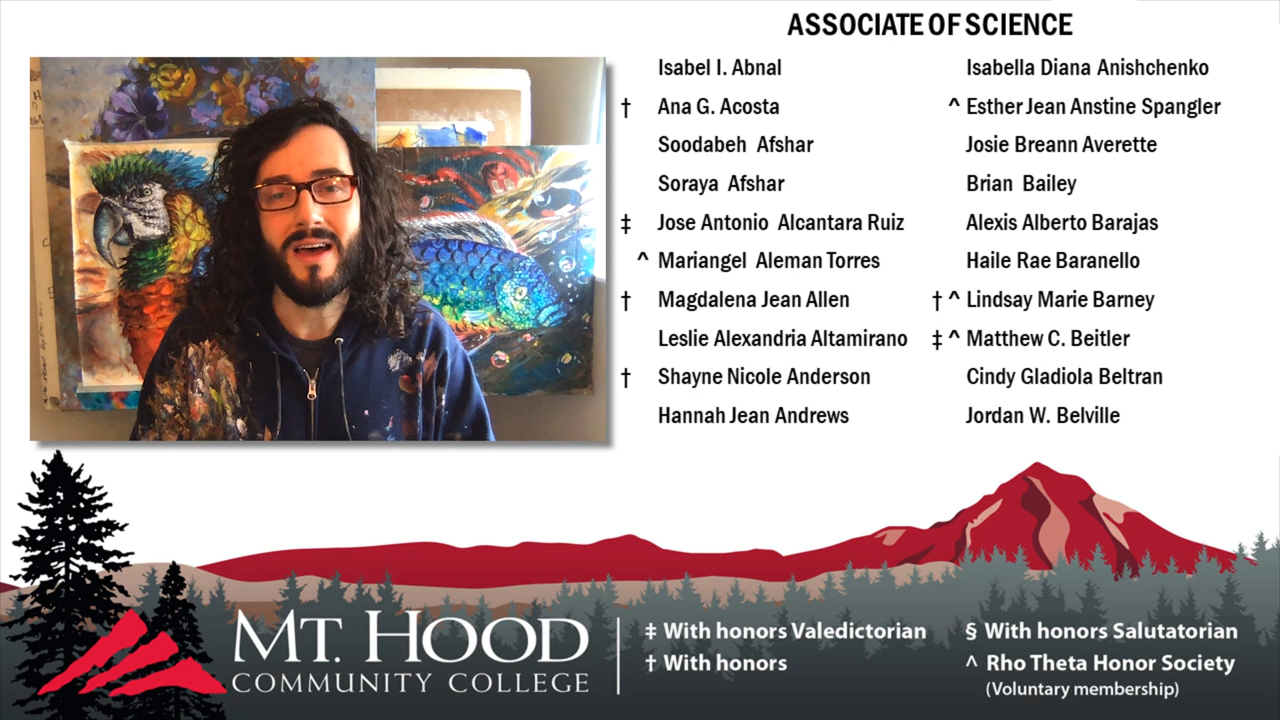 ASSOCIATE OF SCIENCE
Isabel I. Abnal
† Ana G. Acosta
Soodabeh Afshar
Soraya Afshar
‡ Jose Antonio Alcantara Ruiz
^ Mariangel Aleman Torres
† Magdalena Jean Allen
Leslie Alexandria Altamirano
† Shayne Nicole Anderson
Hannah Jean Andrews
Isabella Diana Anishchenko
^ Esther Jean Anstine Spangler
Josie Breann Averette
Brian Bailey
Alexis Alberto Barajas
Haile Rae Baranello
† ^ Lindsay Marie Barney
‡ ^ Matthew C. Beitler
Cindy Gladiola Beltran
Jordan W. Belville
MT. HOOD
COMMUNITY COLLEGE
‡ With honors Valedictorian
† With honors
§ With honors Salutatorian
^ Rho Theta Honor Society
(Voluntary membership)